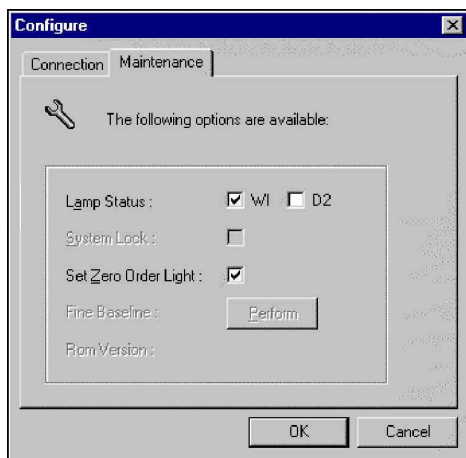 Configure
Connection Maintenance
The following options are available:
Lamp Status : WI D2
System Lock :
Set Zero Order Light :
Fine Baseline : Perform
Rom Version :
OK Cancel